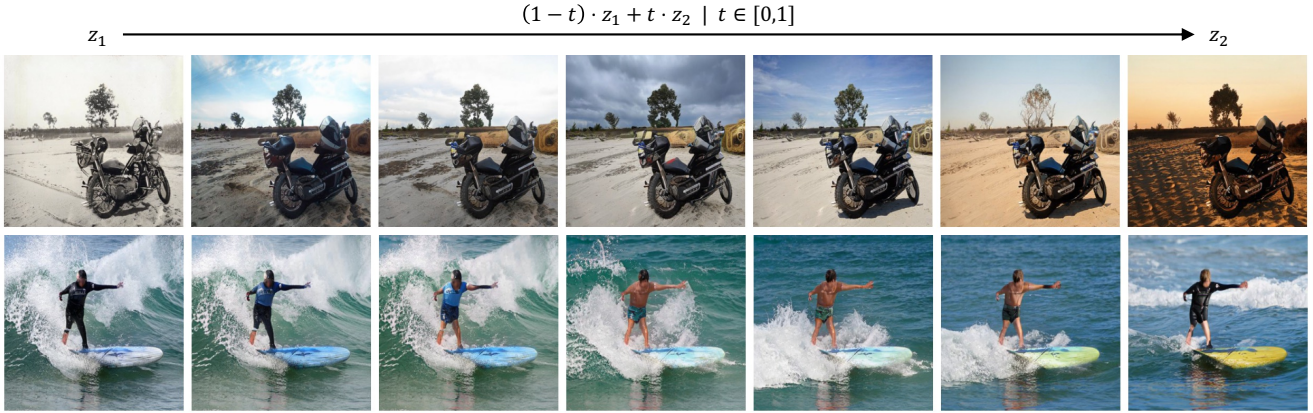 (1 − t) · z₁ + t · z₂ | t ∈ [0,1]
z₁ z₂